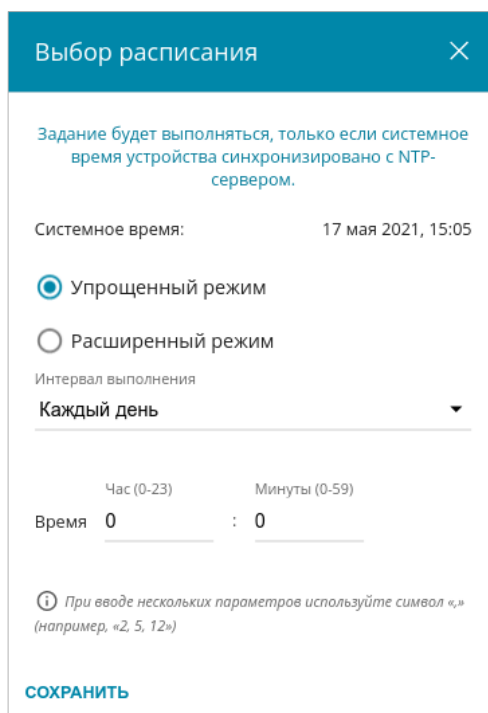 Выбор расписания
Задание будет выполняться, только если системное
время устройства синхронизировано с NTP-
сервером.
Системное время: 17 мая 2021, 15:05
Упрощенный режим
Расширенный режим
Интервал выполнения
Каждый день
Час (0-23) Минуты (0-59)
Время 0 : 0
При вводе нескольких параметров используйте символ «,»
(например, «2, 5, 12»)
СОХРАНИТЬ